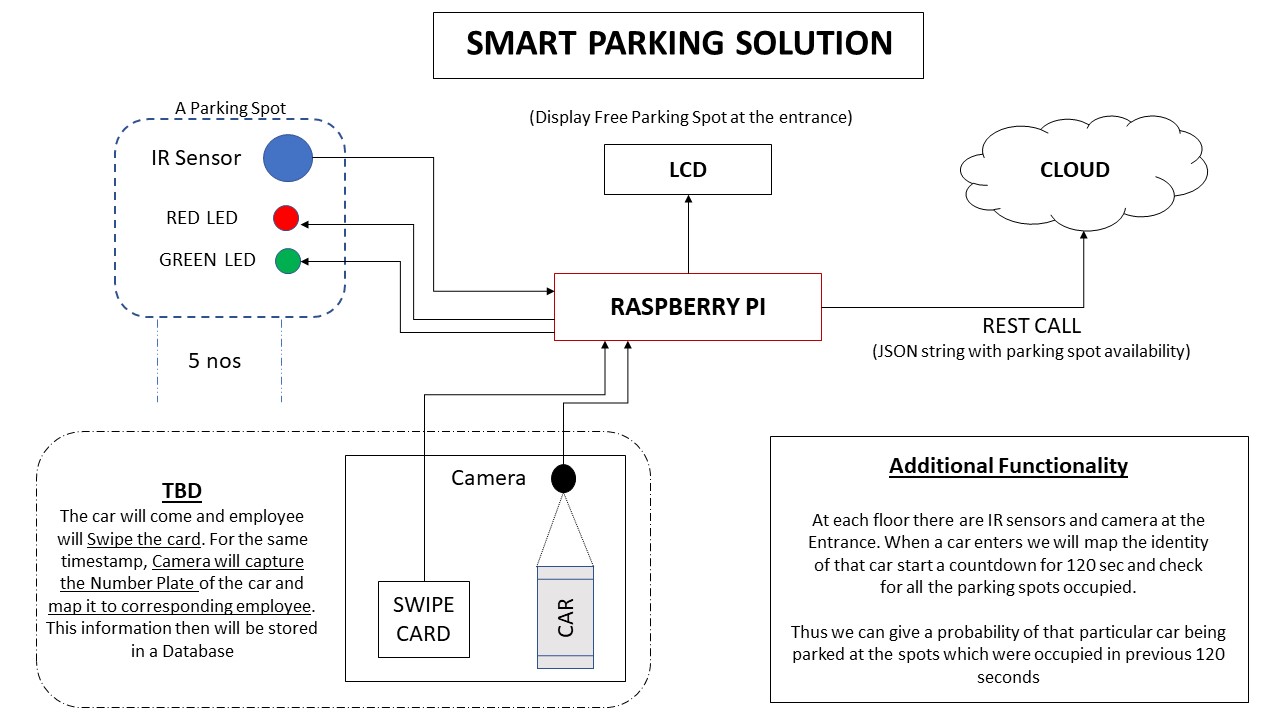 SMART PARKING SOLUTION
A Parking Spot
IR Sensor
RED LED
GREEN LED
5 nos
(Display Free Parking Spot at the entrance)
LCD
CLOUD
RASPBERRY PI
REST CALL
(JSON string with parking spot availability)
TBD
The car will come and employee
will Swipe the card. For the same
timestamp, Camera will capture
the Number Plate of the car and
map it to corresponding employee.
This information then will be stored
in a Database
Camera
SWIPE
CARD
CAR
Additional Functionality
At each floor there are IR sensors and camera at the
Entrance. When a car enters we will map the identity
of that car start a countdown for 120 sec and check
for all the parking spots occupied.
Thus we can give a probability of that particular car being
parked at the spots which were occupied in previous 120
seconds